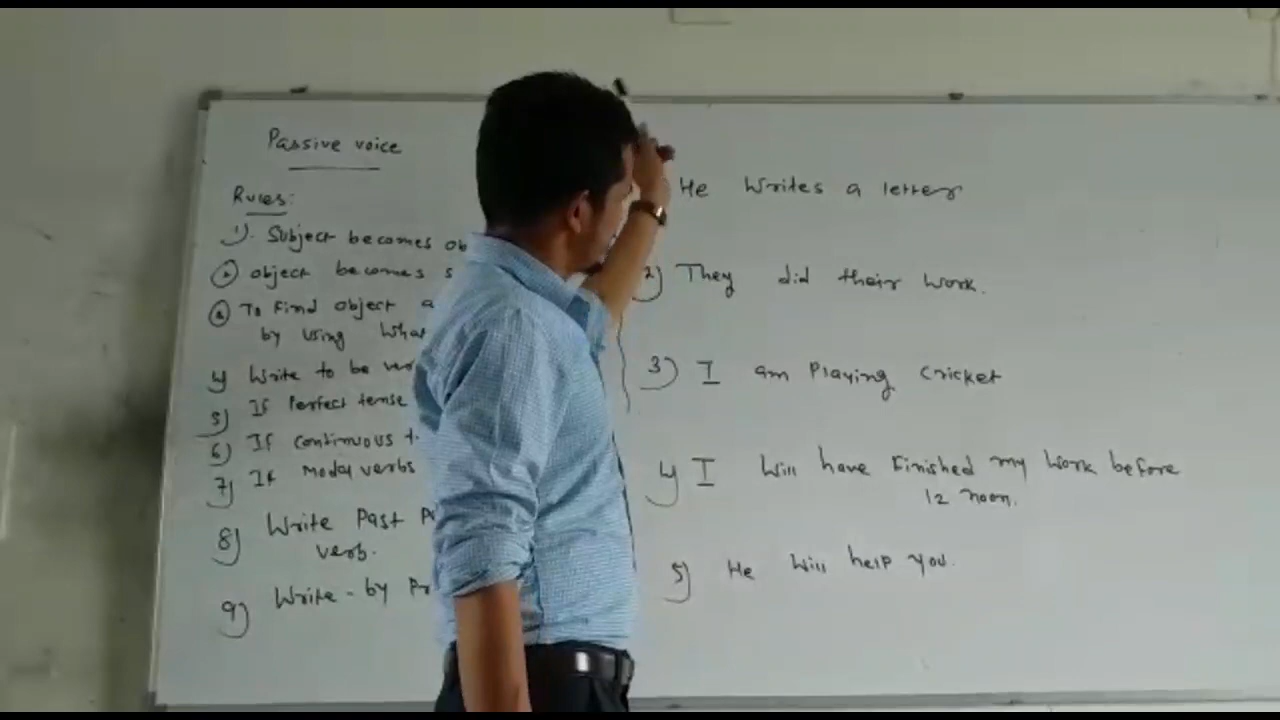 Passive voice
Rules:
1). Subject becomes ob
2) object becomes s
3) To Find object a
by using wha
4) Write to be ver
5) If Perfect tense
6) If continuous t
7) If Modal verbs
8) Write Past P
verb.
9) Write - by Pr
He Writes a letter
2) They did their work.
3) I am Playing cricket
4) I Will have Finished my work before
12 noon.
5) He Will help you.